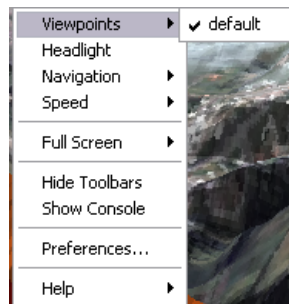 Viewpoints
default
Headlight
Navigation
Speed
Full Screen
Hide Toolbars
Show Console
Preferences...
Help